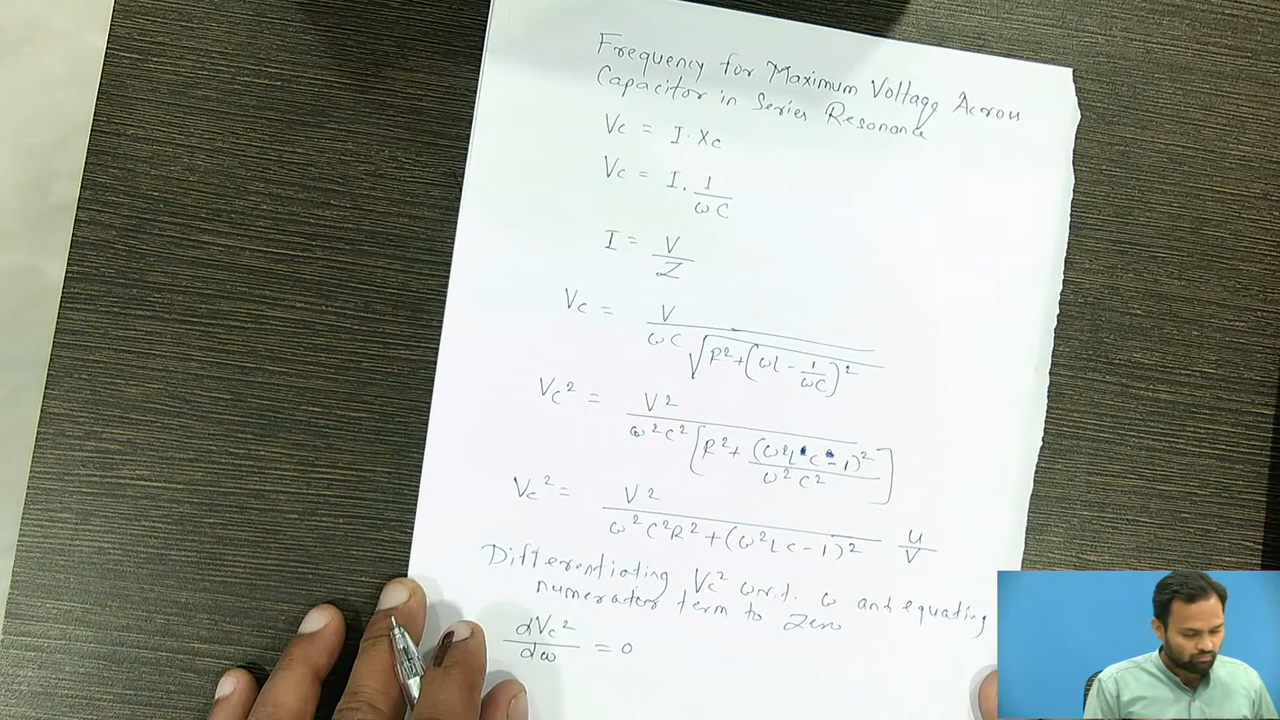 Frequency for Maximum Voltage Across
Capacitor in Series Resonance
Vc = I. Xc
Vc = I. 1/ωC
I = V/Z
Vc = V/(ωC √(R²+(ωL - 1/ωC)²))
Vc² = V²/(ω²C² [R² + (ω²LC - 1)²/(ω²C²)])
Vc² = V²/(ω²C²R² + (ω²LC - 1)²) u/v
Differentiating Vc² w.r.t. ω and equating
numerator term to Zero
dVc²/dω = 0